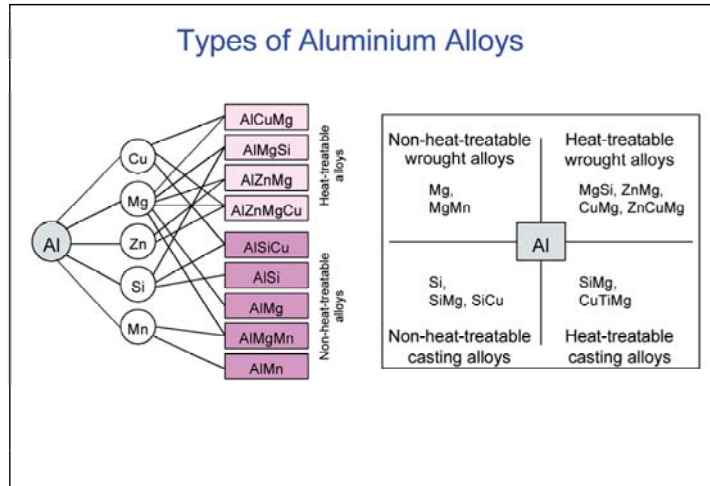 Types of Aluminium Alloys
Al
Cu
Mg
Zn
Si
Mn
AlCuMg
AlMgSi
AlZnMg
AlZnMgCu
AlSiCu
AlSi
AlMg
AlMgMn
AlMn
Heat-treatable
alloys
Non-heat-treatable
alloys
Non-heat-treatable
wrought alloys
Mg,
MgMn
Heat-treatable
wrought alloys
MgSi, ZnMg,
CuMg, ZnCuMg
Al
Si,
SiMg, SiCu
Non-heat-treatable
casting alloys
SiMg,
CuTiMg
Heat-treatable
casting alloys